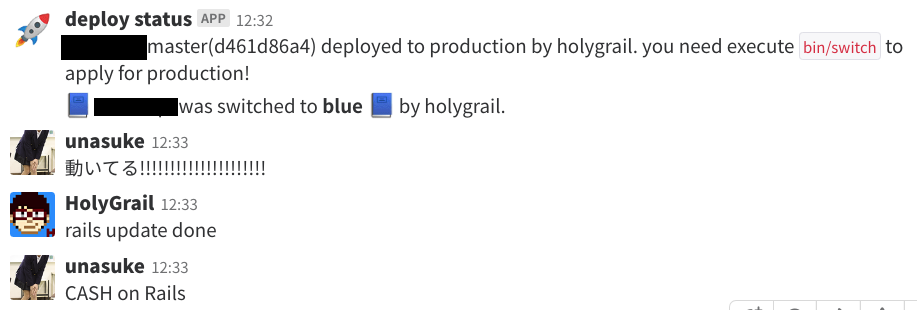 deploy status APP 12:32
master(d461d86a4) deployed to production by holygrail. you need execute bin/switch to
apply for production!
was switched to blue by holygrail.
unasuke 12:33
動いてる!!!!!!!!!!!!!!!!!!!!!
HolyGrail 12:33
rails update done
unasuke 12:33
CASH on Rails